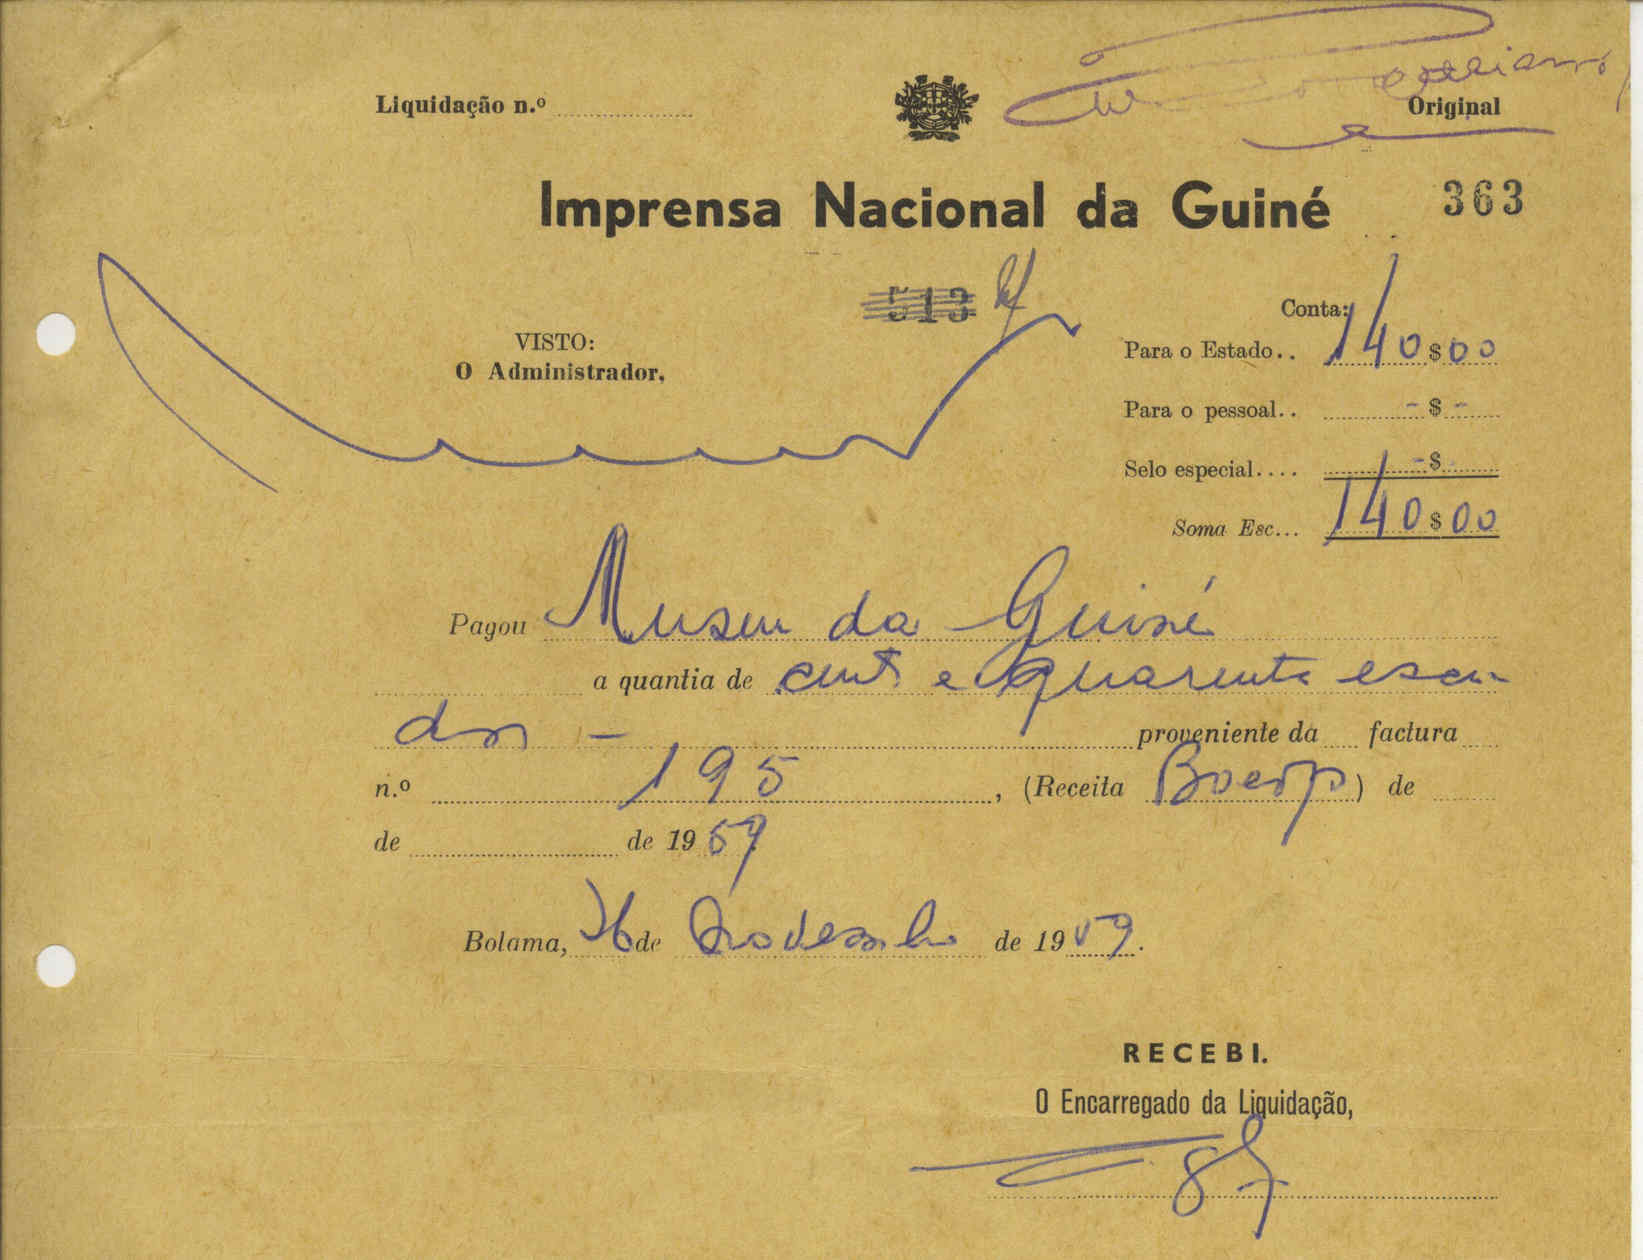 Liquidação n.º
Original
Imprensa Nacional da Guiné 363
513
VISTO:
O Administrador,
Conta:
Para o Estado.. 140$00
Para o pessoal.. -$-
Selo especial.... -$
Soma Esc... 140$00
Pagou Museu da Guiné
a quantia de cento e quarenta escu-
dos — proveniente da factura
n.º 195, (Receita ) de
de de 1959
Bolama, 26 de de 1959.
RECEBI.
O Encarregado da Liquidação,